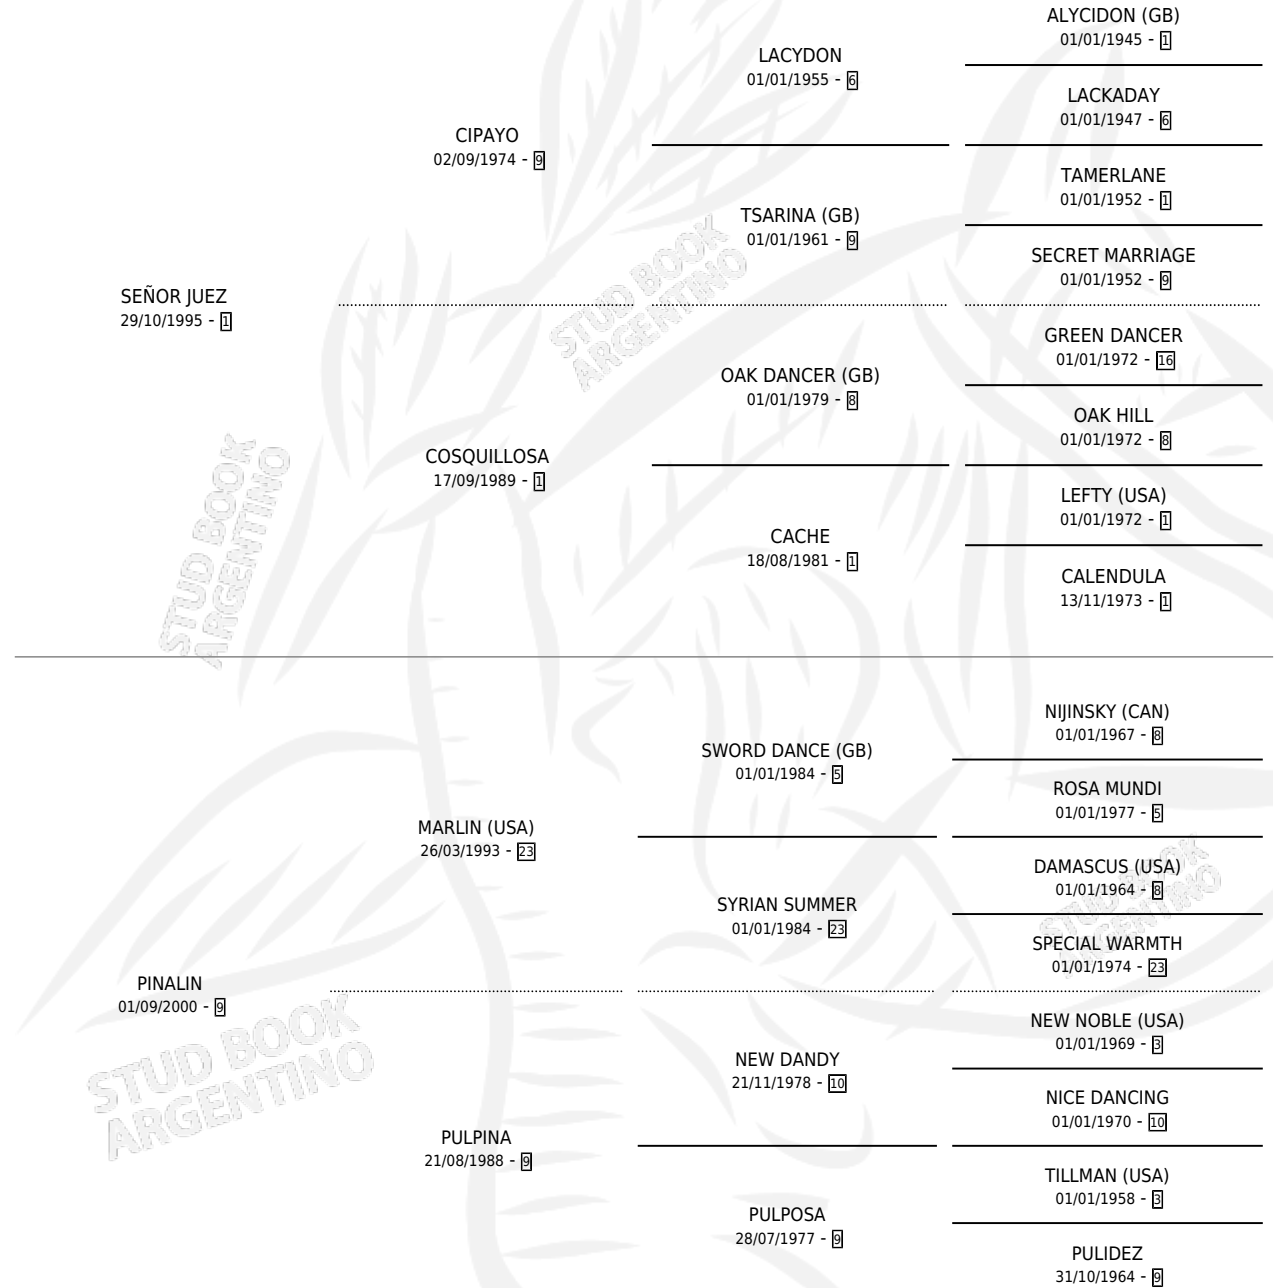 ALYCIDON (GB)
01/01/1945 - 1
LACYDON
01/01/1955 - 6
LACKADAY
01/01/1947 - 6
CIPAYO
02/09/1974 - 9
TAMERLANE
01/01/1952 - 1
TSARINA (GB)
01/01/1961 - 9
SECRET MARRIAGE
01/01/1952 - 9
SEÑOR JUEZ
29/10/1995 - 1
STUD BOOK
ARGENTINO
GREEN DANCER
01/01/1972 - 16
OAK DANCER (GB)
01/01/1979 - 8
OAK HILL
01/01/1972 - 8
COSQUILLOSA
17/09/1989 - 1
LEFTY (USA)
01/01/1972 - 1
CACHE
18/08/1981 - 1
CALENDULA
13/11/1973 - 1
STUD BOOK
ARGENTINO
NIJINSKY (CAN)
01/01/1967 - 8
SWORD DANCE (GB)
01/01/1984 - 5
ROSA MUNDI
01/01/1977 - 5
MARLIN (USA)
26/03/1993 - 23
DAMASCUS (USA)
01/01/1964 - 8
SYRIAN SUMMER
01/01/1984 - 23
SPECIAL WARMTH
01/01/1974 - 23
STUD BOOK
ARGENTINO
PINALIN
01/09/2000 - 9
NEW NOBLE (USA)
01/01/1969 - 3
NEW DANDY
21/11/1978 - 10
NICE DANCING
01/01/1970 - 10
STUD BOOK
ARGENTINO
PULPINA
21/08/1988 - 9
TILLMAN (USA)
01/01/1958 - 3
PULPOSA
28/07/1977 - 9
PULIDEZ
31/10/1964 - 9